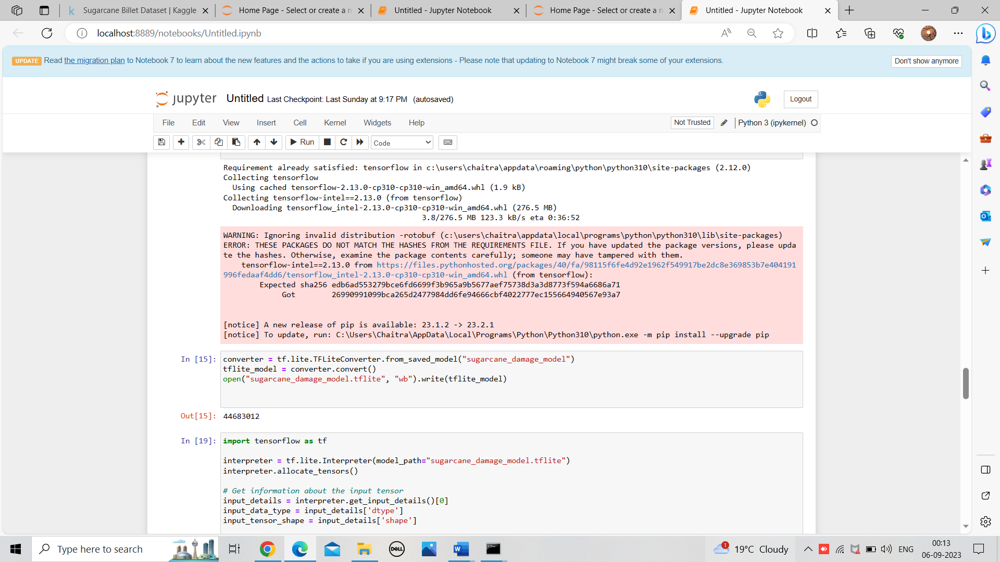 Sugarcane Billet Dataset | Kaggle
Home Page - Select or create a n
Untitled - Jupyter Notebook
Home Page - Select or create a n
Untitled - Jupyter Notebook
localhost:8889/notebooks/Untitled.ipynb
UPDATE Read the migration plan to Notebook 7 to learn about the new features and the actions to take if you are using extensions - Please note that updating to Notebook 7 might break some of your extensions.
Don't show anymore
jupyter Untitled Last Checkpoint: Last Sunday at 9:17 PM (autosaved)
Logout
File Edit View Insert Cell Kernel Widgets Help
Not Trusted Python 3 (ipykernel)
Run Code
Requirement already satisfied: tensorflow in c:\users\chaitra\appdata\roaming\python\python310\site-packages (2.12.0)
Collecting tensorflow
Using cached tensorflow-2.13.0-cp310-cp310-win_amd64.whl (1.9 kB)
Collecting tensorflow-intel==2.13.0 (from tensorflow)
Downloading tensorflow_intel-2.13.0-cp310-cp310-win_amd64.whl (276.5 MB)
3.8/276.5 MB 123.3 kB/s eta 0:36:52
WARNING: Ignoring invalid distribution -rotobuf (c:\users\chaitra\appdata\local\programs\python\python310\lib\site-packages)
ERROR: THESE PACKAGES DO NOT MATCH THE HASHES FROM THE REQUIREMENTS FILE. If you have updated the package versions, please upda
te the hashes. Otherwise, examine the package contents carefully; someone may have tampered with them.
tensorflow-intel==2.13.0 from https://files.pythonhosted.org/packages/40/fa/98115f6fe4d92e1962f549917be2dc8e369853b7e404191
996fedaaf4dd6/tensorflow_intel-2.13.0-cp310-cp310-win_amd64.whl (from tensorflow):
Expected sha256 edb6ad553279bce6fd6699f3b965a9b5677aef75738d3a3d8773f594a6686a71
Got 26990991099bca265d2477984dd6fe94666cbf4022777ec155664940567e93a7
[notice] A new release of pip is available: 23.1.2 -> 23.2.1
[notice] To update, run: C:\Users\Chaitra\AppData\Local\Programs\Python\Python310\python.exe -m pip install --upgrade pip
In [15]: converter = tf.lite.TFLiteConverter.from_saved_model("sugarcane_damage_model")
tflite_model = converter.convert()
open("sugarcane_damage_model.tflite", "wb").write(tflite_model)
Out[15]: 44683012
In [19]: import tensorflow as tf
interpreter = tf.lite.Interpreter(model_path="sugarcane_damage_model.tflite")
interpreter.allocate_tensors()
# Get information about the input tensor
input_details = interpreter.get_input_details()[0]
input_data_type = input_details['dtype']
input_tensor_shape = input_details['shape']
Type here to search
DELL
1
19°C Cloudy
ENG
00:13
06-09-2023